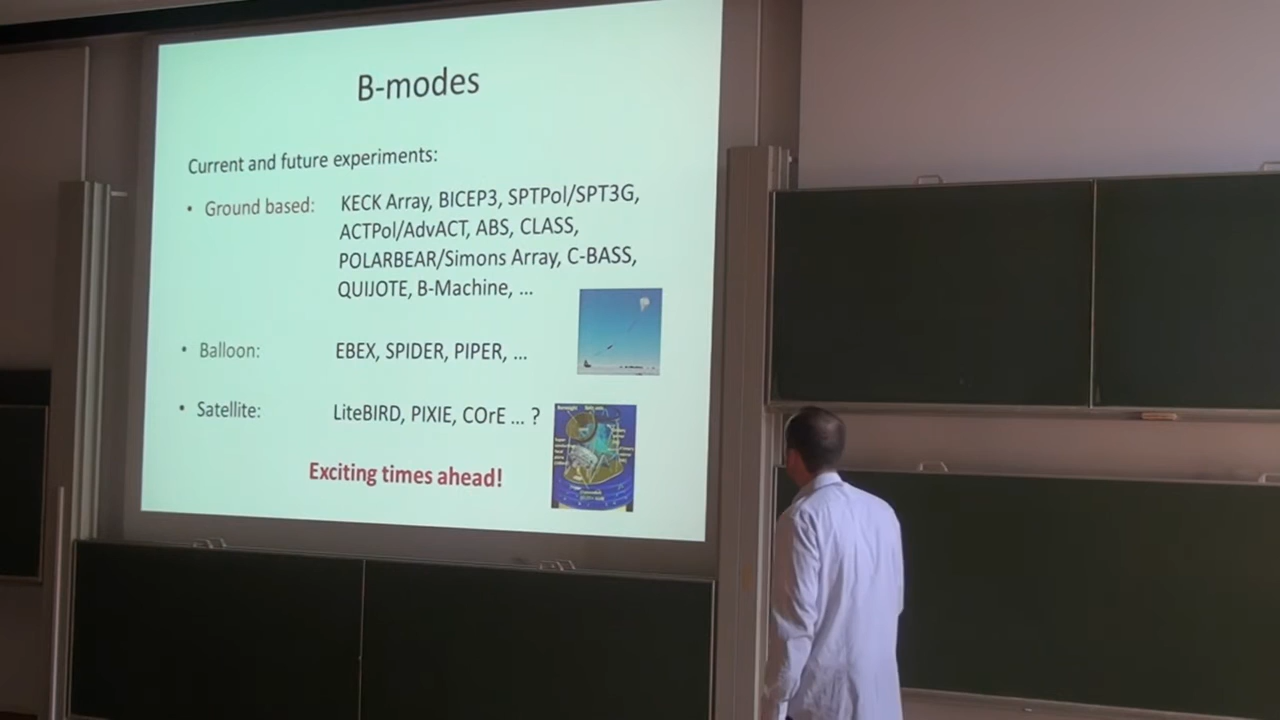 B-modes
Current and future experiments:
• Ground based: KECK Array, BICEP3, SPTPol/SPT3G,
ACTPol/AdvACT, ABS, CLASS,
POLARBEAR/Simons Array, C-BASS,
QUIJOTE, B-Machine, ...
• Balloon: EBEX, SPIDER, PIPER, ...
• Satellite: LiteBIRD, PIXIE, COrE ... ?
Exciting times ahead!